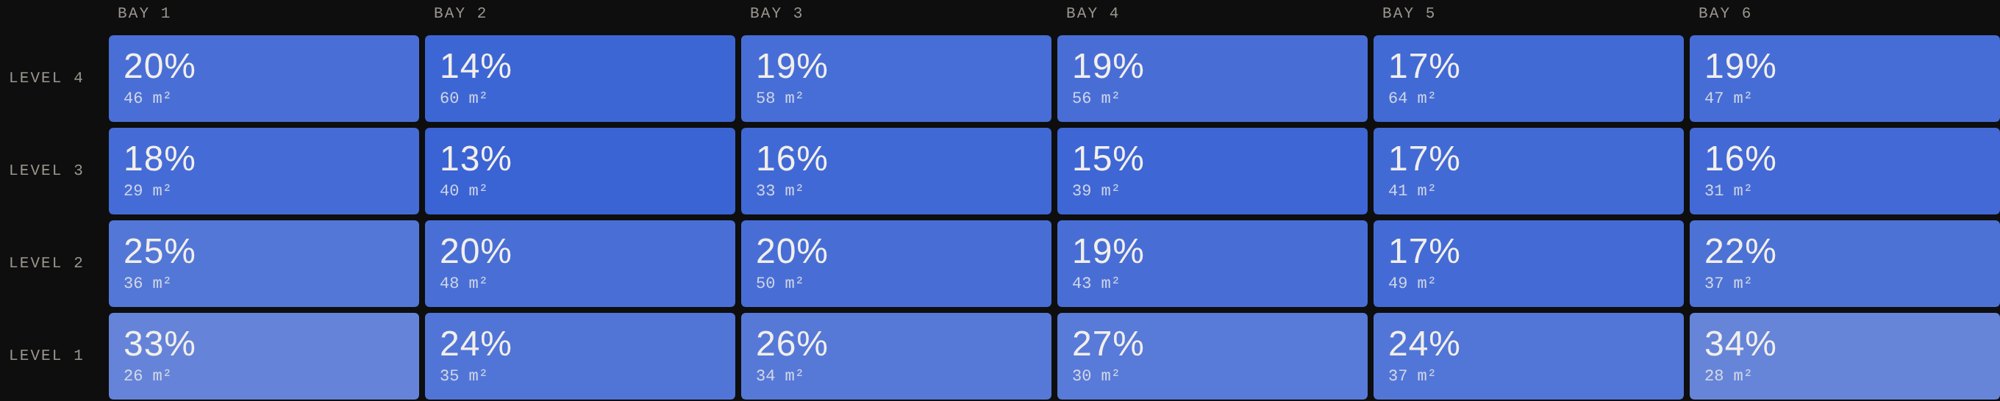 BAY 1 BAY 2 BAY 3 BAY 4 BAY 5 BAY 6
LEVEL 4
20% 14% 19% 19% 17% 19%
46 m² 60 m² 58 m² 56 m² 64 m² 47 m²
LEVEL 3
18% 13% 16% 15% 17% 16%
29 m² 40 m² 33 m² 39 m² 41 m² 31 m²
LEVEL 2
25% 20% 20% 19% 17% 22%
36 m² 48 m² 50 m² 43 m² 49 m² 37 m²
LEVEL 1
33% 24% 26% 27% 24% 34%
26 m² 35 m² 34 m² 30 m² 37 m² 28 m²